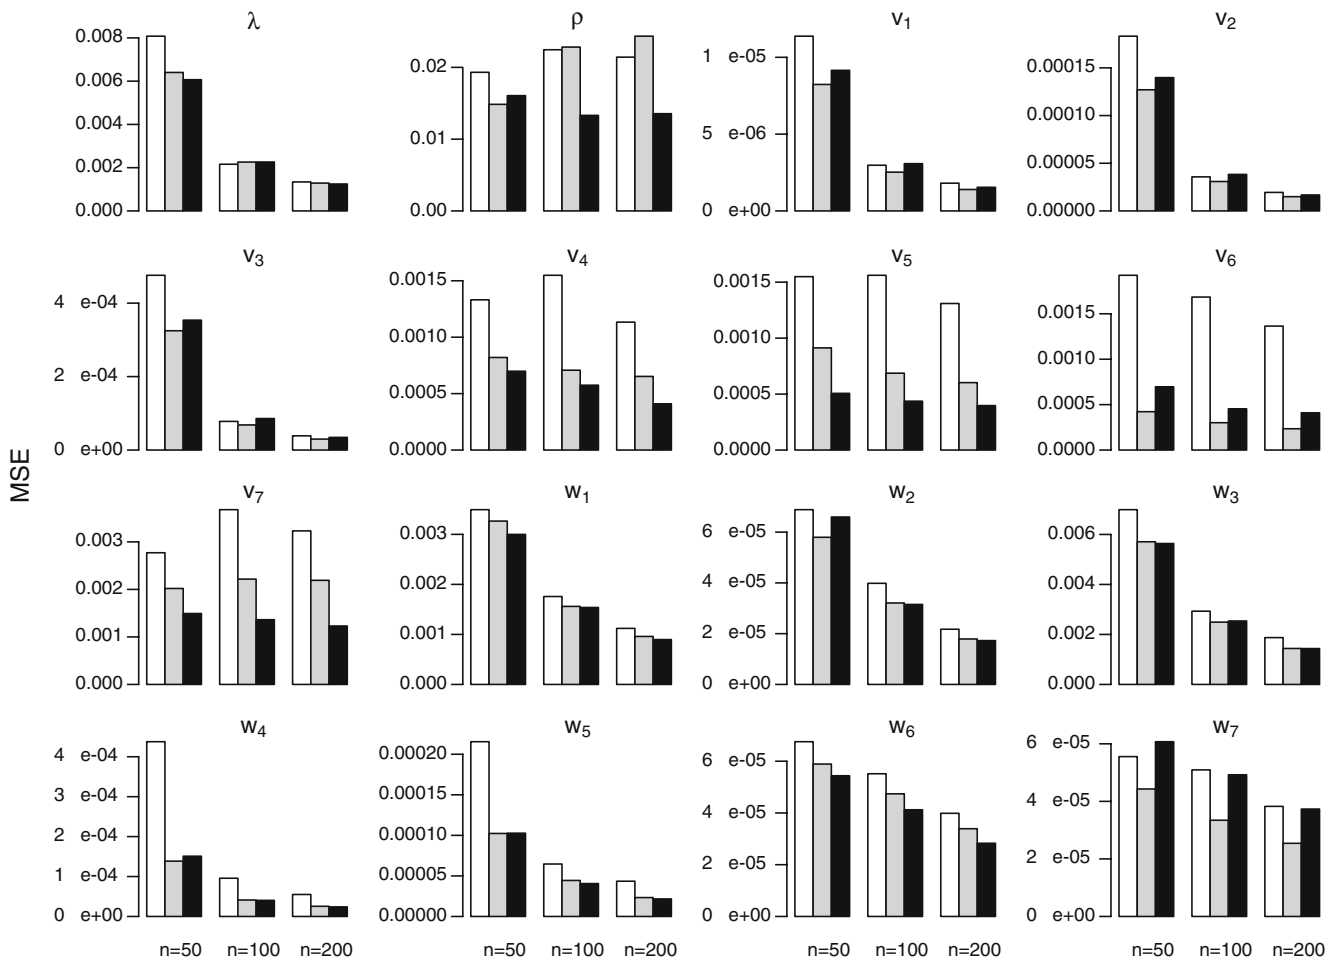 MSE
λ
0.008
0.006
0.004
0.002
0.000
ρ
0.02
0.01
0.00
v1
1 e-05
5 e-06
0 e+00
v2
0.00015
0.00010
0.00005
0.00000
v3
4 e-04
2 e-04
0 e+00
v4
0.0015
0.0010
0.0005
0.0000
v5
0.0015
0.0010
0.0005
0.0000
v6
0.0015
0.0010
0.0005
0.0000
v7
0.003
0.002
0.001
0.000
w1
0.003
0.002
0.001
0.000
w2
6 e-05
4 e-05
2 e-05
0 e+00
w3
0.006
0.004
0.002
0.000
w4
4 e-04
3 e-04
2 e-04
1 e-04
0 e+00
w5
0.00020
0.00015
0.00010
0.00005
0.00000
w6
6 e-05
4 e-05
2 e-05
0 e+00
w7
6 e-05
4 e-05
2 e-05
0 e+00
n=50 n=100 n=200
n=50 n=100 n=200
n=50 n=100 n=200
n=50 n=100 n=200